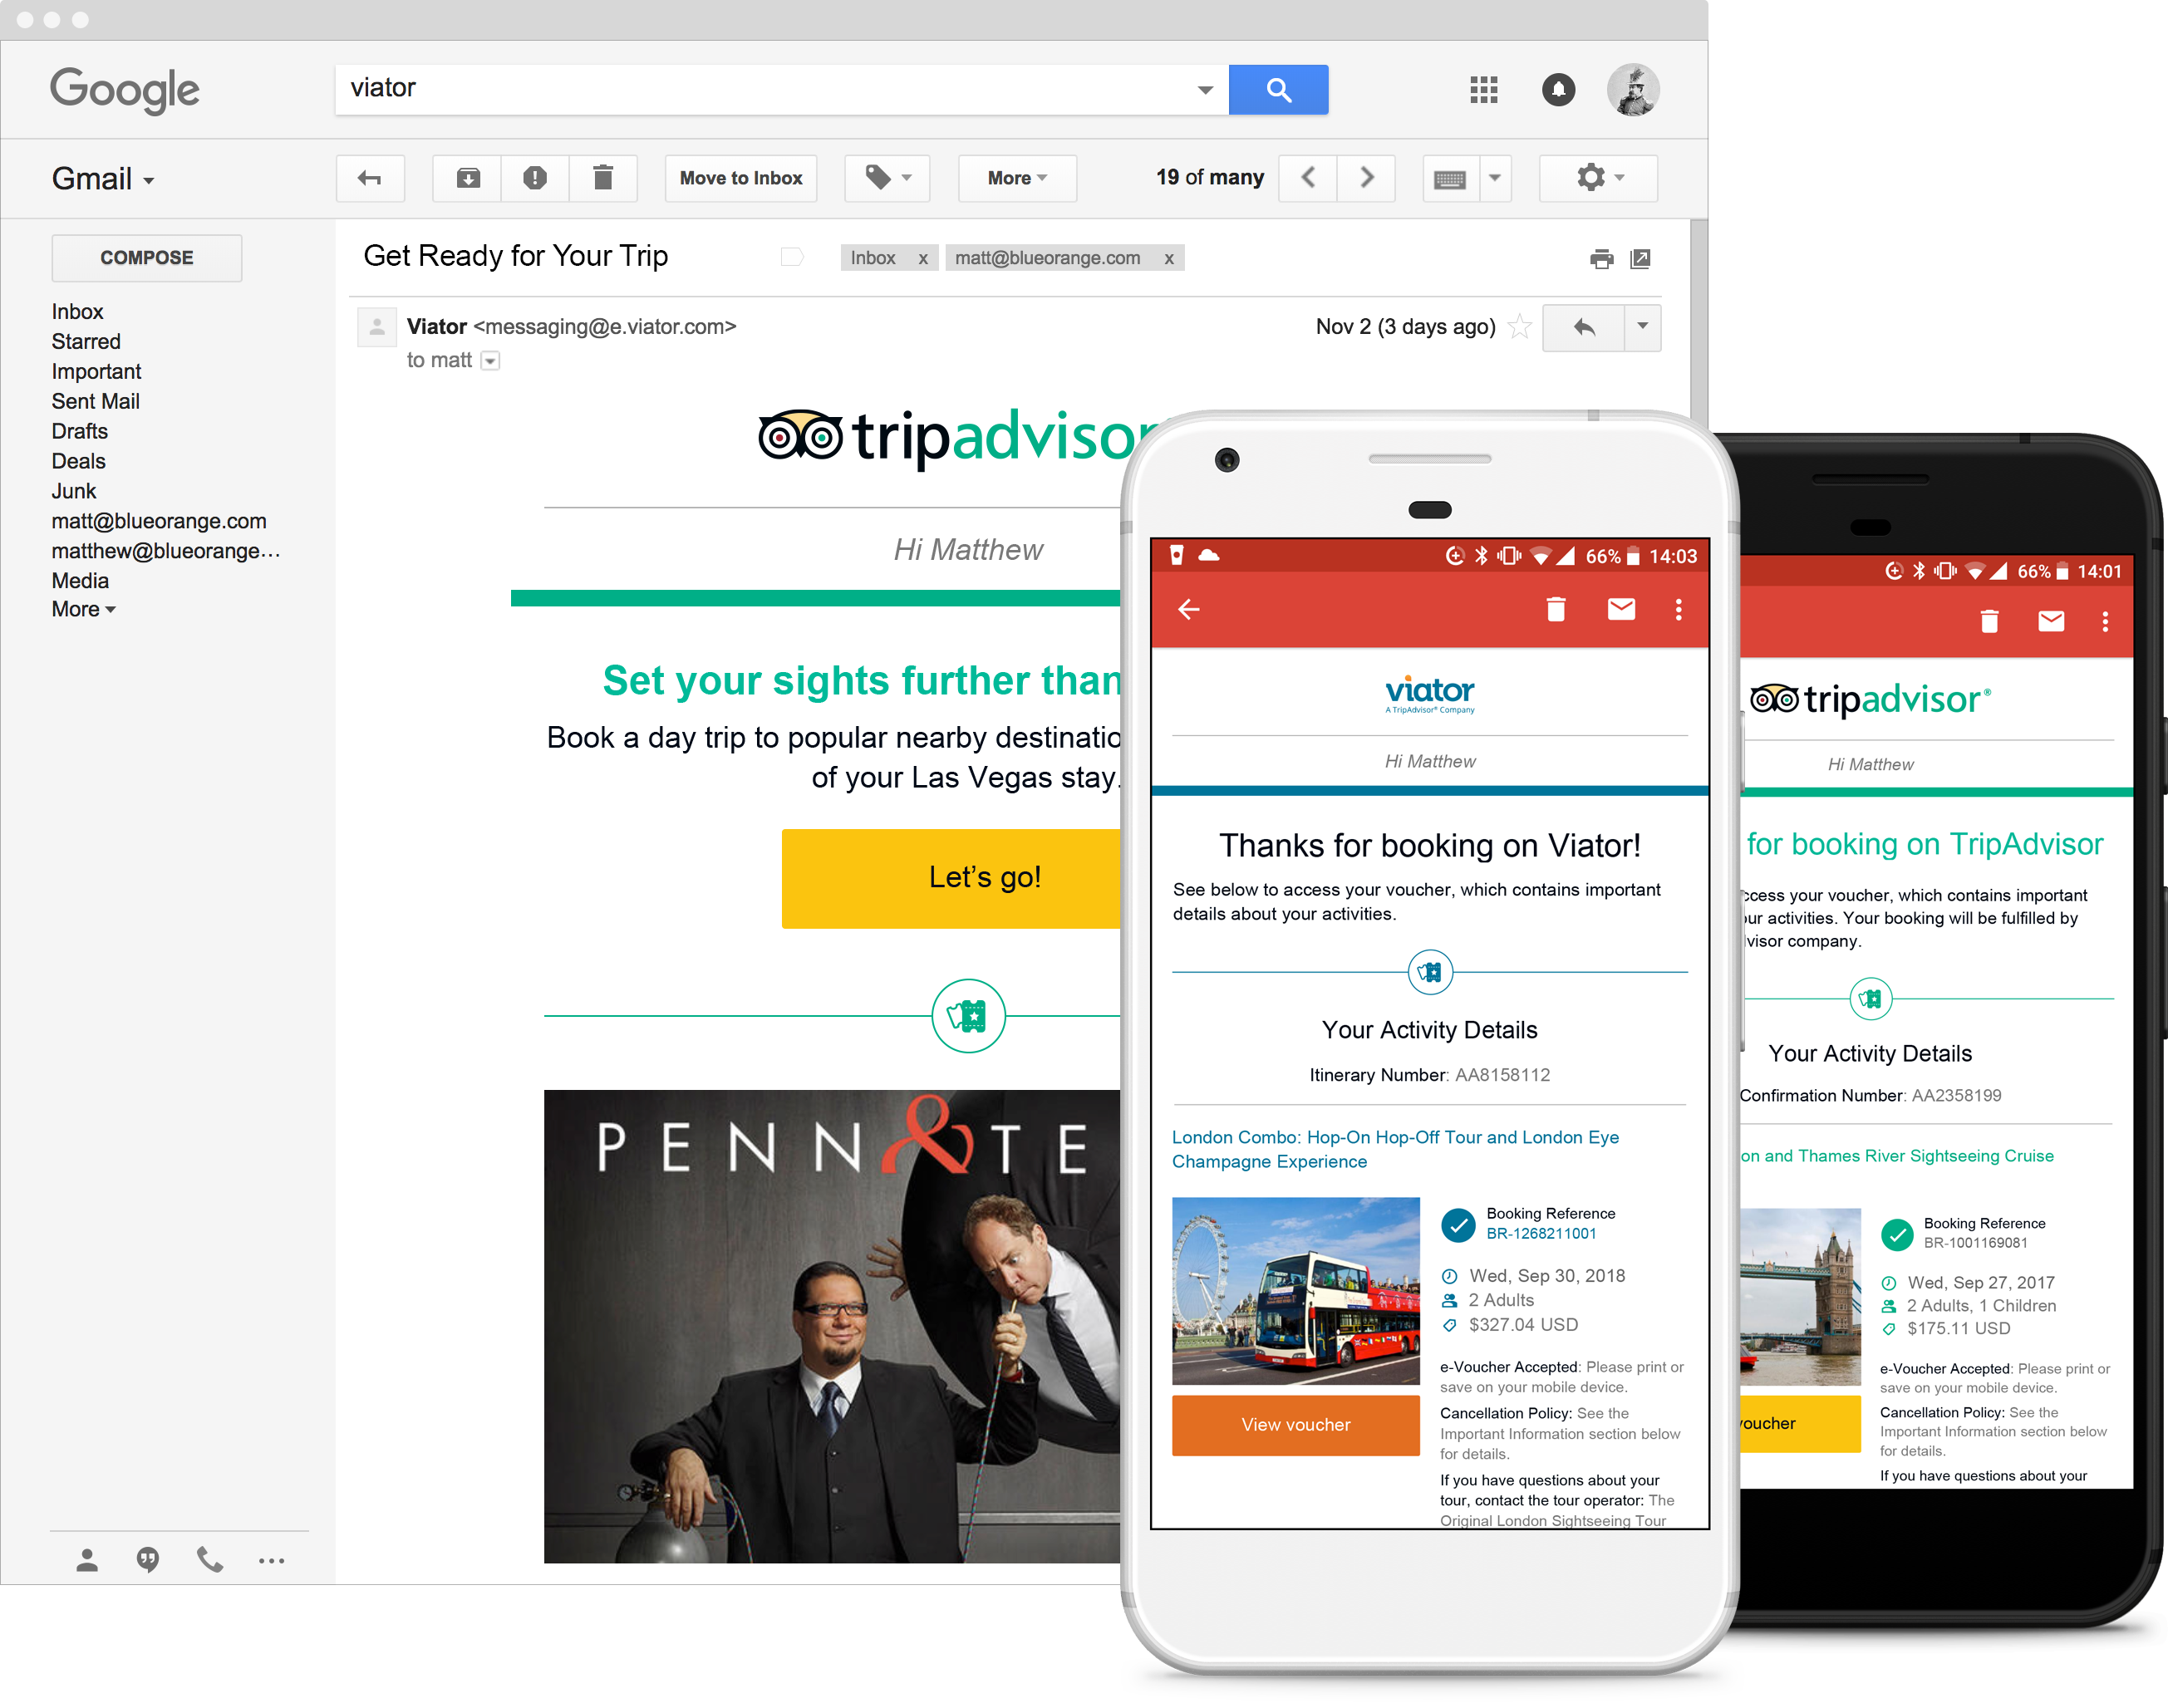 Google
viator
Gmail
Move to Inbox
More
19 of many
COMPOSE
Get Ready for Your Trip
Inbox x
matt@blueorange.com x
Inbox
Starred
Important
Sent Mail
Drafts
Deals
Junk
matt@blueorange.com
matthew@blueorange...
Media
More
Viator <messaging@e.viator.com>
Nov 2 (3 days ago)
to matt
tripadvisor
Hi Matthew
Set your sights further than
Book a day trip to popular nearby
of your Las Vegas stay.
Let's go!
PENN & TE
66% 14:03
viator
A TripAdvisor® Company
Hi Matthew
Thanks for booking on Viator!
See below to access your voucher, which contains important
details about your activities.
Your Activity Details
Itinerary Number: AA8158112
London Combo: Hop-On Hop-Off Tour and London Eye
Champagne Experience
Booking Reference
BR-1268211001
Wed, Sep 30, 2018
2 Adults
$327.04 USD
e-Voucher Accepted: Please print or
save on your mobile device.
Cancellation Policy: See the
Important Information section below
for details.
If you have questions about your
tour, contact the tour operator: The
Original London Sightseeing Tour
View voucher
66% 14:01
tripadvisor®
Hi Matthew
for booking on TripAdvisor
your voucher, which contains important
activities. Your booking will be fulfilled by
company.
Your Activity Details
Confirmation Number: AA2358199
on and Thames River Sightseeing Cruise
Booking Reference
BR-1001169081
Wed, Sep 27, 2017
2 Adults, 1 Children
$175.11 USD
e-Voucher Accepted: Please print or
save on your mobile device.
Cancellation Policy: See the
Important Information section below
for details.
If you have questions about your
oucher